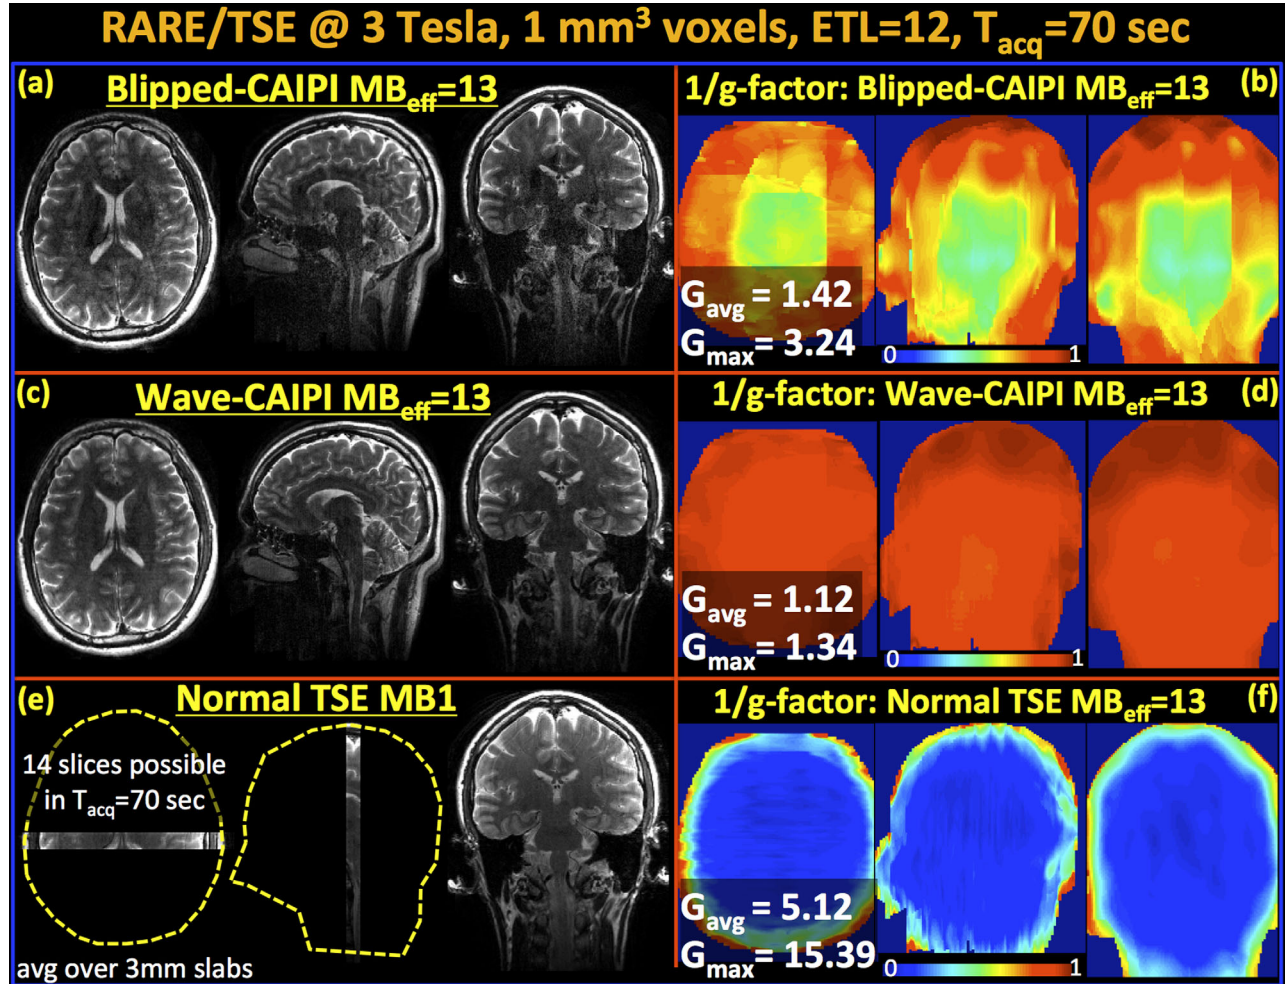 RARE/TSE @ 3 Tesla, 1 mm³ voxels, ETL=12, Tacq=70 sec
(a) Blipped-CAIPI MBeff=13
1/g-factor: Blipped-CAIPI MBeff=13 (b)
Gavg = 1.42
Gmax= 3.24
0 1
(c) Wave-CAIPI MBeff=13
1/g-factor: Wave-CAIPI MBeff=13 (d)
Gavg = 1.12
Gmax= 1.34
0 1
(e) Normal TSE MB1
14 slices possible
in Tacq=70 sec
avg over 3mm slabs
1/g-factor: Normal TSE MBeff=13 (f)
Gavg = 5.12
Gmax= 15.39
0 1